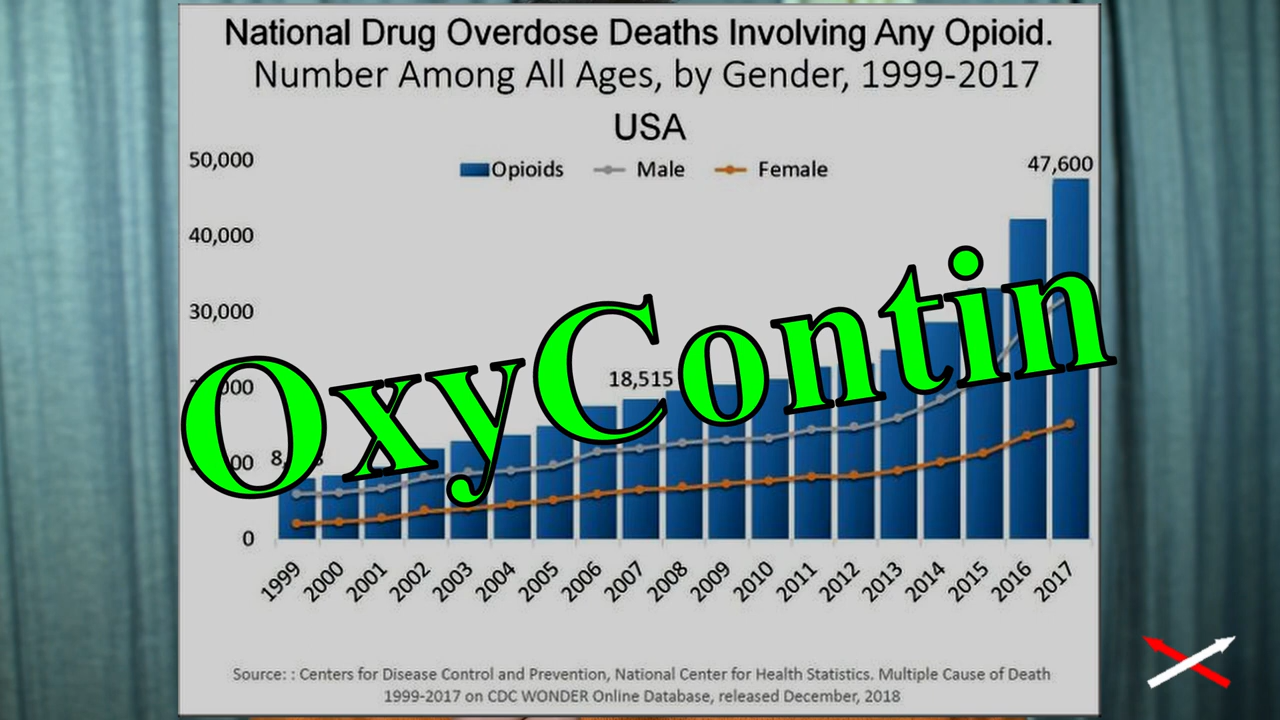 National Drug Overdose Deaths Involving Any Opioid.
Number Among All Ages, by Gender, 1999-2017
USA
50,000
Opioids Male Female
47,600
40,000
30,000
18,515
OxyContin
0
1999 2000 2001 2002 2003 2004 2005 2006 2007 2008 2009 2010 2011 2012 2013 2014 2015 2016 2017
Source: : Centers for Disease Control and Prevention, National Center for Health Statistics. Multiple Cause of Death
1999-2017 on CDC WONDER Online Database, released December, 2018